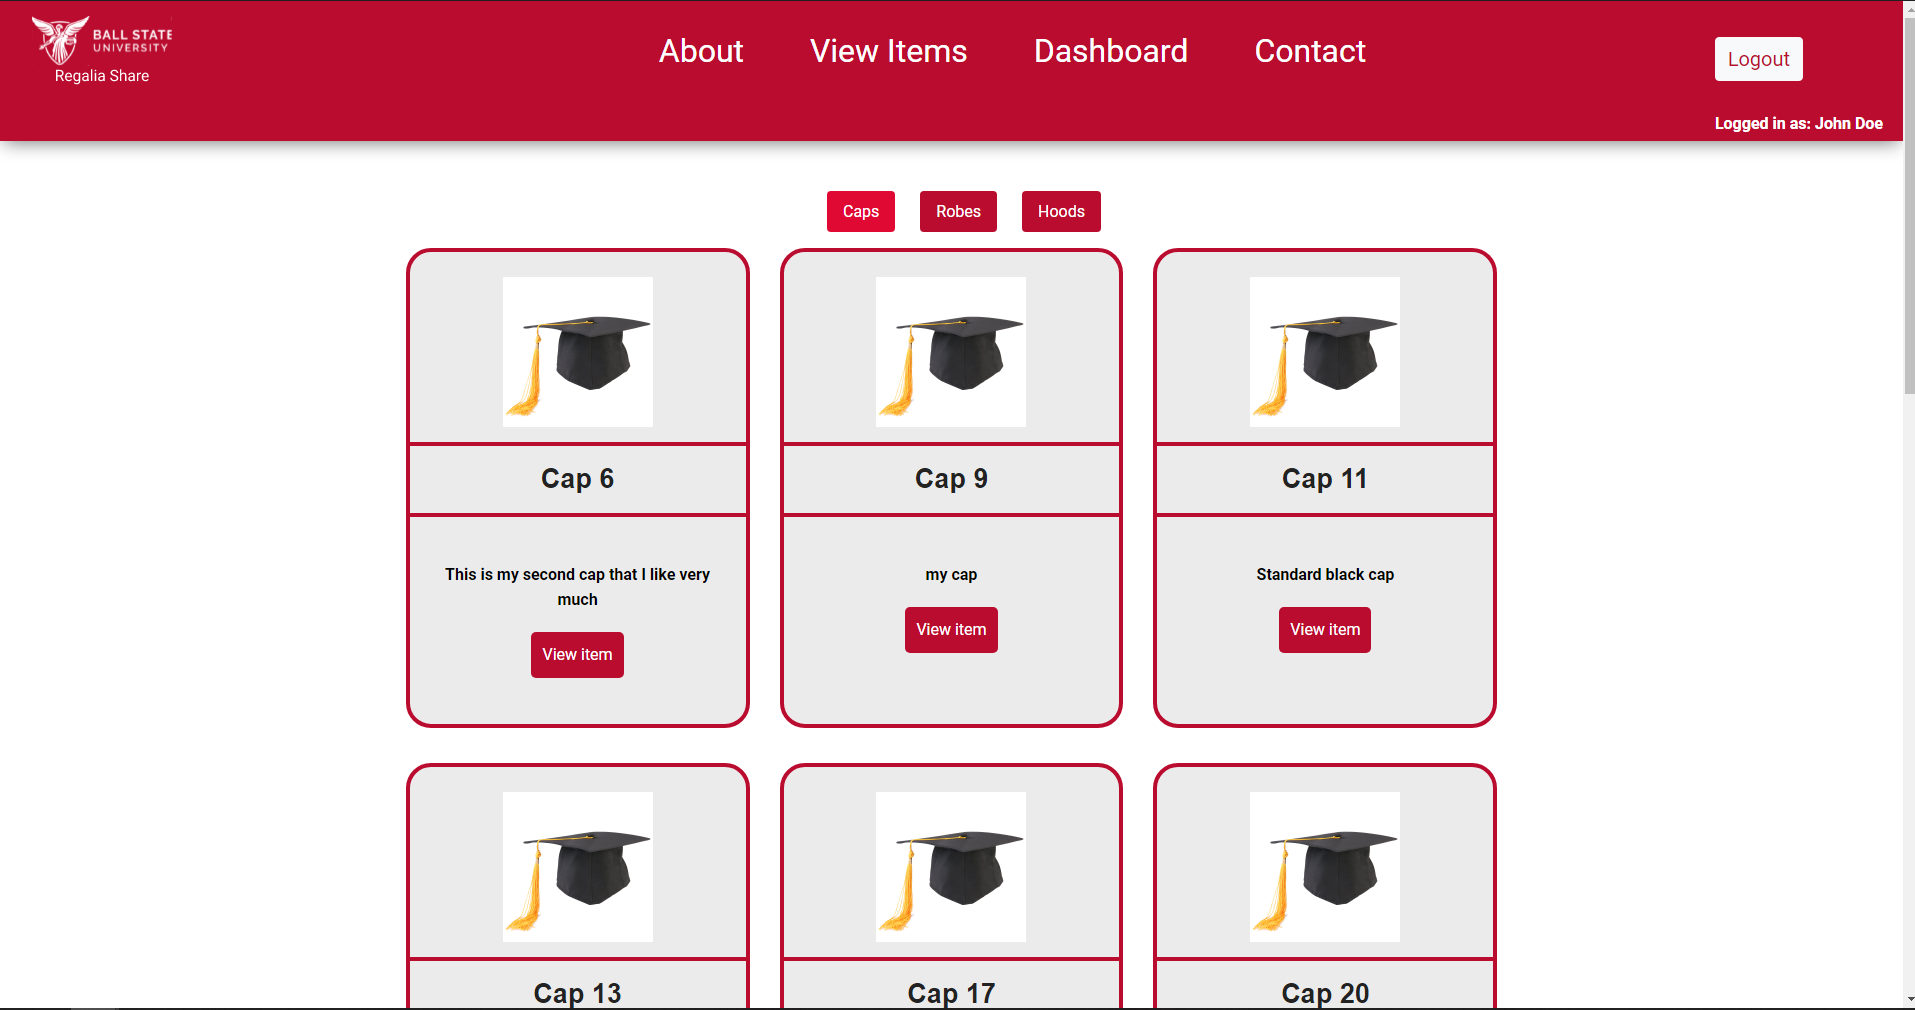 BALL STATE
UNIVERSITY
Regalia Share
About View Items Dashboard Contact
Logout
Logged in as: John Doe
Caps Robes Hoods
Cap 6
This is my second cap that I like very
much
View item
Cap 9
my cap
View item
Cap 11
Standard black cap
View item
Cap 13
Cap 17
Cap 20